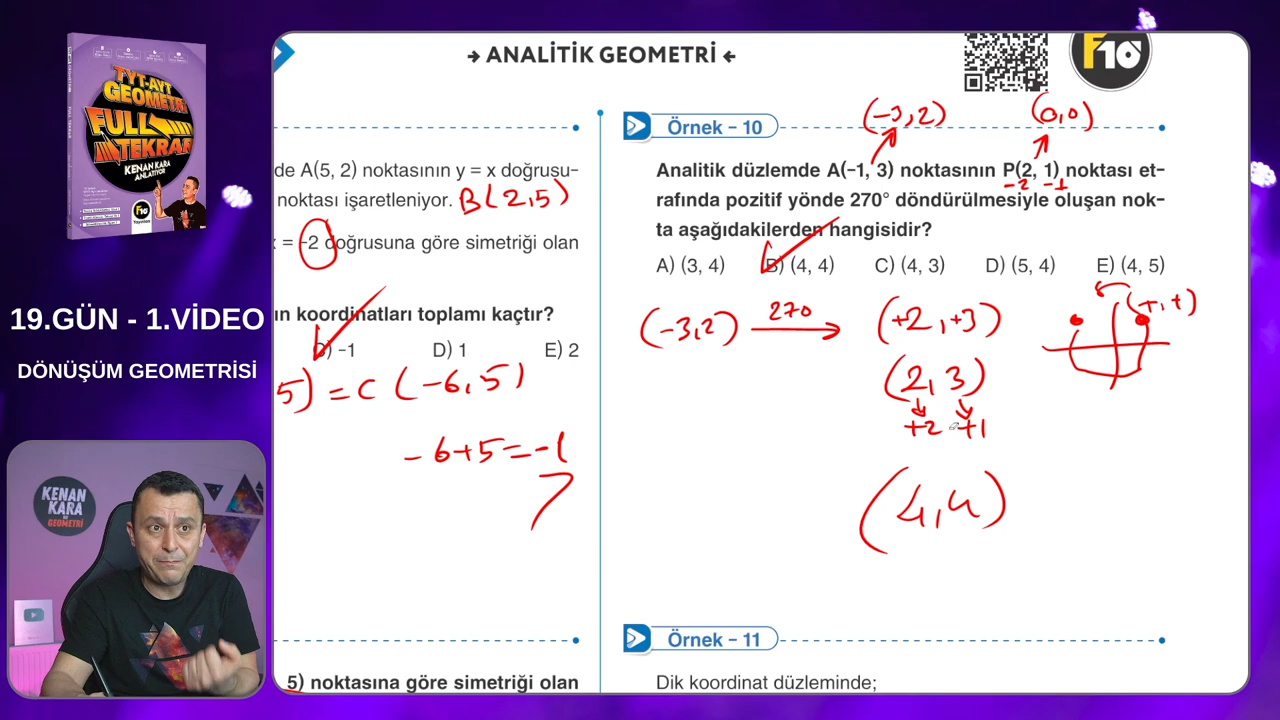 TYT-AYT
GEOMETRİ
FULL
TEKRAR
KENAN KARA
ANLATIYOR
F10
19.GÜN - 1.VİDEO
DÖNÜŞÜM GEOMETRİSİ
KENAN
KARA
GEOMETRİ
→ ANALİTİK GEOMETRİ ←
F10
de A(5, 2) noktasının y = x doğrusu-
noktası işaretleniyor. B(2,5)
= -2 doğrusuna göre simetriği olan
ın koordinatları toplamı kaçtır?
–1 D) 1 E) 2
5) = C (-6,5)
-6+5=-1
5) noktasına göre simetriği olan
Örnek – 10
(-3,2) (0,0)
Analitik düzlemde A(–1, 3) noktasının P(2, 1) noktası et-
-2 -1
rafında pozitif yönde 270° döndürülmesiyle oluşan nok-
ta aşağıdakilerden hangisidir?
A) (3, 4) B) (4, 4) C) (4, 3) D) (5, 4) E) (4, 5)
(-3,2) 270 → (+2,+3) (+,+)
(2,3)
+2 +1
(4,4)
Örnek – 11
Dik koordinat düzleminde;